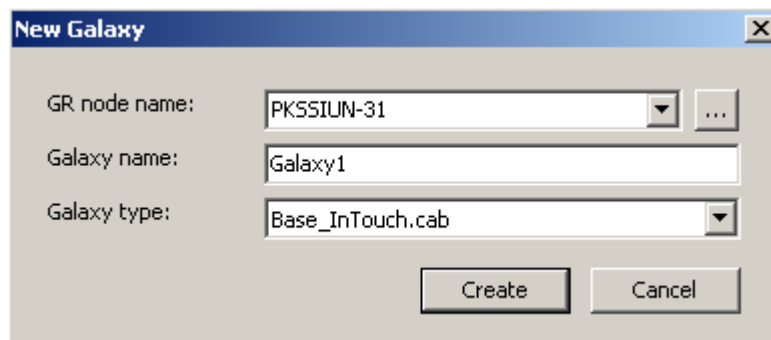 New Galaxy
GR node name: PKSSIUN-31 ...
Galaxy name: Galaxy1
Galaxy type: Base_InTouch.cab
Create Cancel